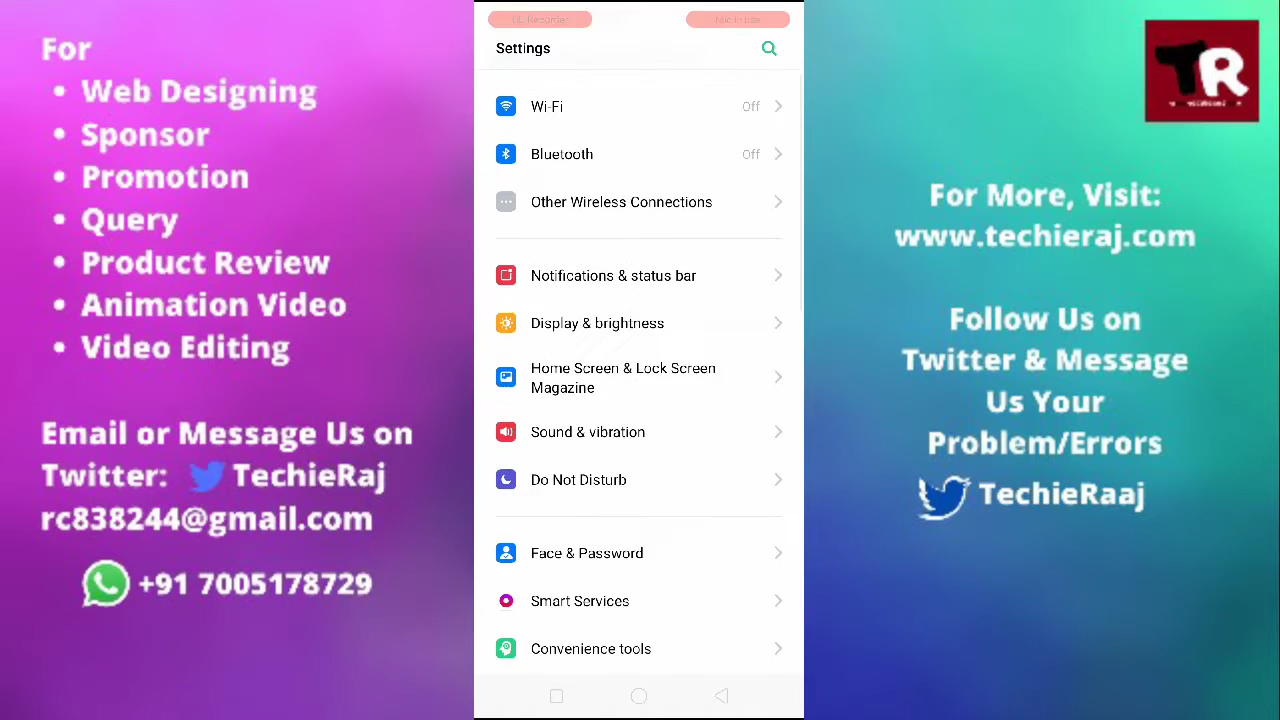 For
• Web Designing
• Sponsor
• Promotion
• Query
• Product Review
• Animation Video
• Video Editing
Email or Message Us on
Twitter: TechieRaj
rc838244@gmail.com
+91 7005178729
Settings
Wi-Fi Off
Bluetooth Off
Other Wireless Connections
Notifications & status bar
Display & brightness
Home Screen & Lock Screen
Magazine
Sound & vibration
Do Not Disturb
Face & Password
Smart Services
Convenience tools
TR
For More, Visit:
www.techieraj.com
Follow Us on
Twitter & Message
Us Your
Problem/Errors
TechieRaaj